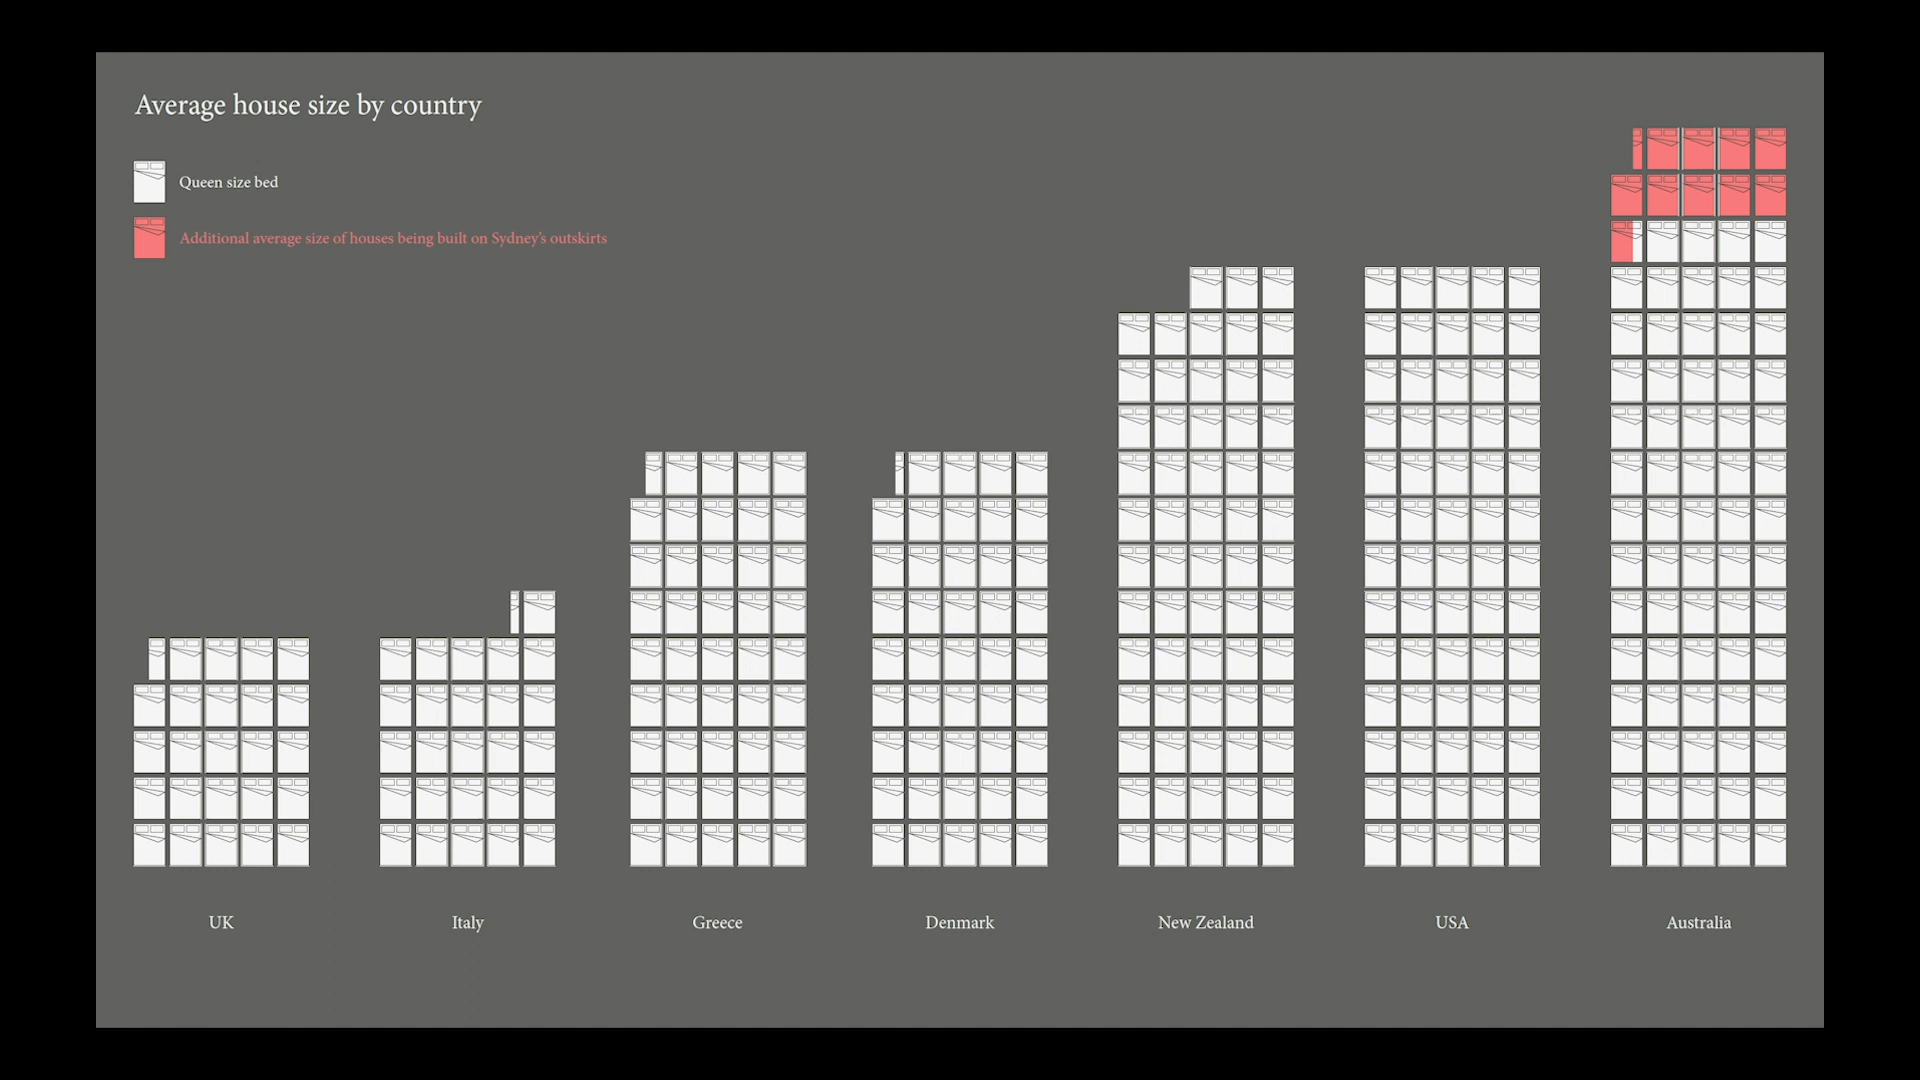 Average house size by country
Queen size bed
Additional average size of houses being built on Sydney's outskirts
UK
Italy
Greece
Denmark
New Zealand
USA
Australia